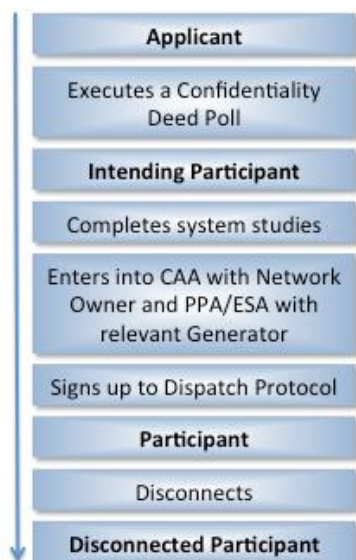 Applicant
Executes a Confidentiality
Deed Poll
Intending Participant
Completes system studies
Enters into CAA with Network
Owner and PPA/ESA with
relevant Generator
Signs up to Dispatch Protocol
Participant
Disconnects
Disconnected Participant